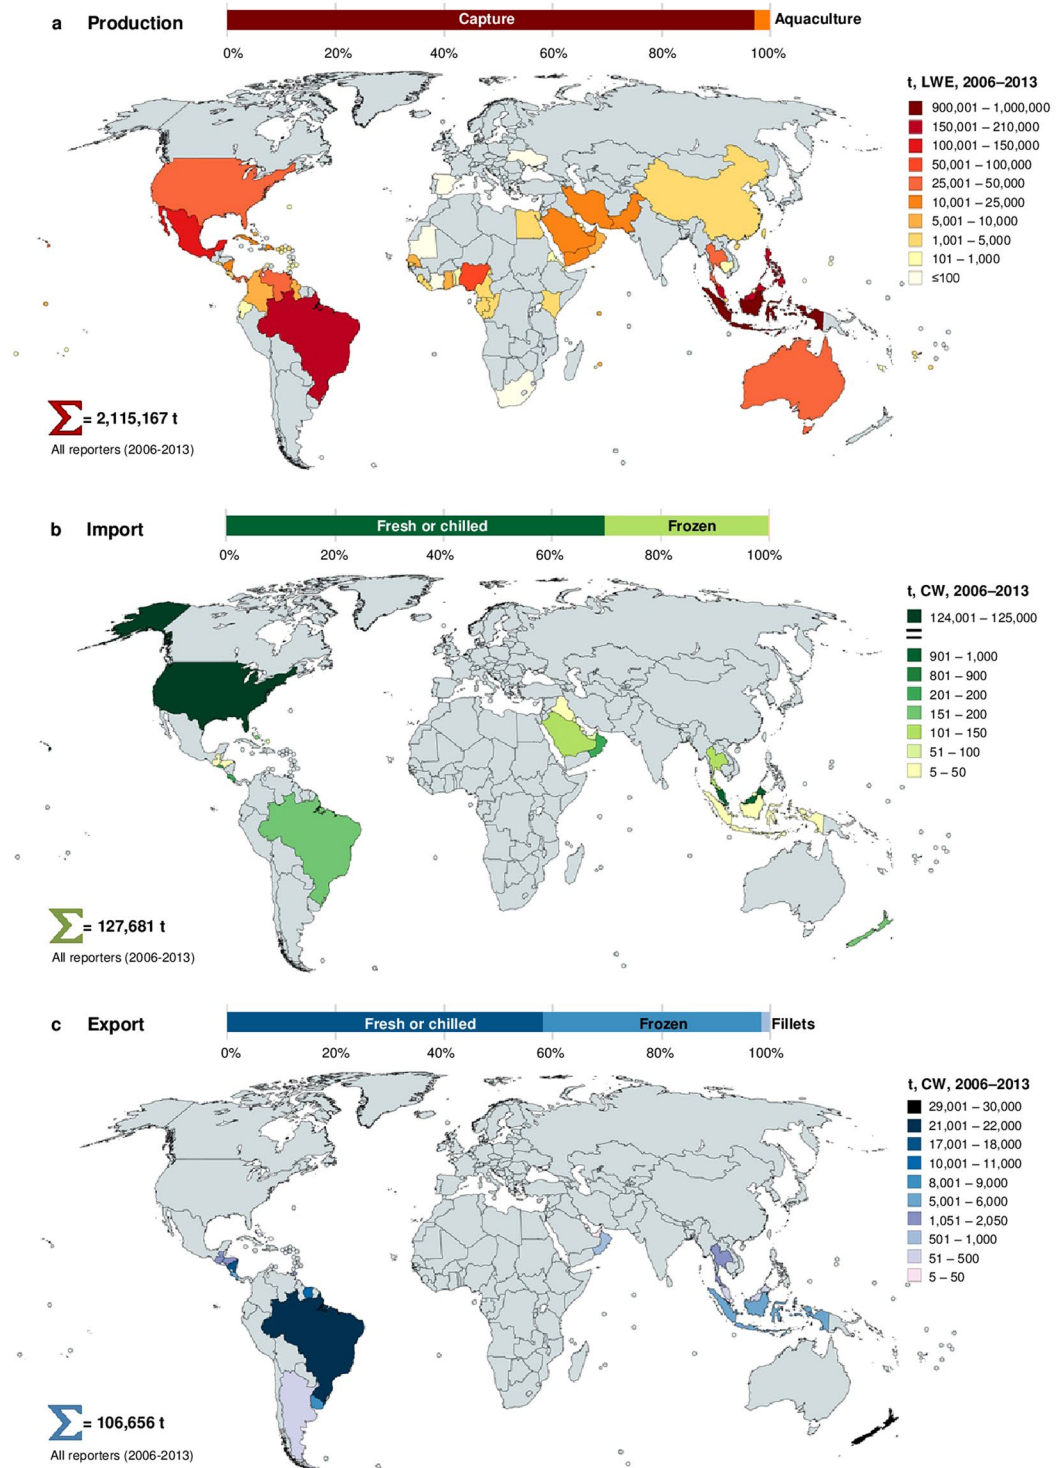 a Production
Capture
Aquaculture
0% 20% 40% 60% 80% 100%
t, LWE, 2006–2013
900,001 – 1,000,000
150,001 – 210,000
100,001 – 150,000
50,001 – 100,000
25,001 – 50,000
10,001 – 25,000
5,001 – 10,000
1,001 – 5,000
101 – 1,000
≤100
Σ = 2,115,167 t
All reporters (2006-2013)
b Import
Fresh or chilled
Frozen
0% 20% 40% 60% 80% 100%
t, CW, 2006–2013
124,001 – 125,000
901 – 1,000
801 – 900
201 – 200
151 – 200
101 – 150
51 – 100
5 – 50
Σ = 127,681 t
All reporters (2006-2013)
c Export
Fresh or chilled
Frozen
Fillets
0% 20% 40% 60% 80% 100%
t, CW, 2006–2013
29,001 – 30,000
21,001 – 22,000
17,001 – 18,000
10,001 – 11,000
8,001 – 9,000
5,001 – 6,000
1,051 – 2,050
501 – 1,000
51 – 500
5 – 50
Σ = 106,656 t
All reporters (2006-2013)